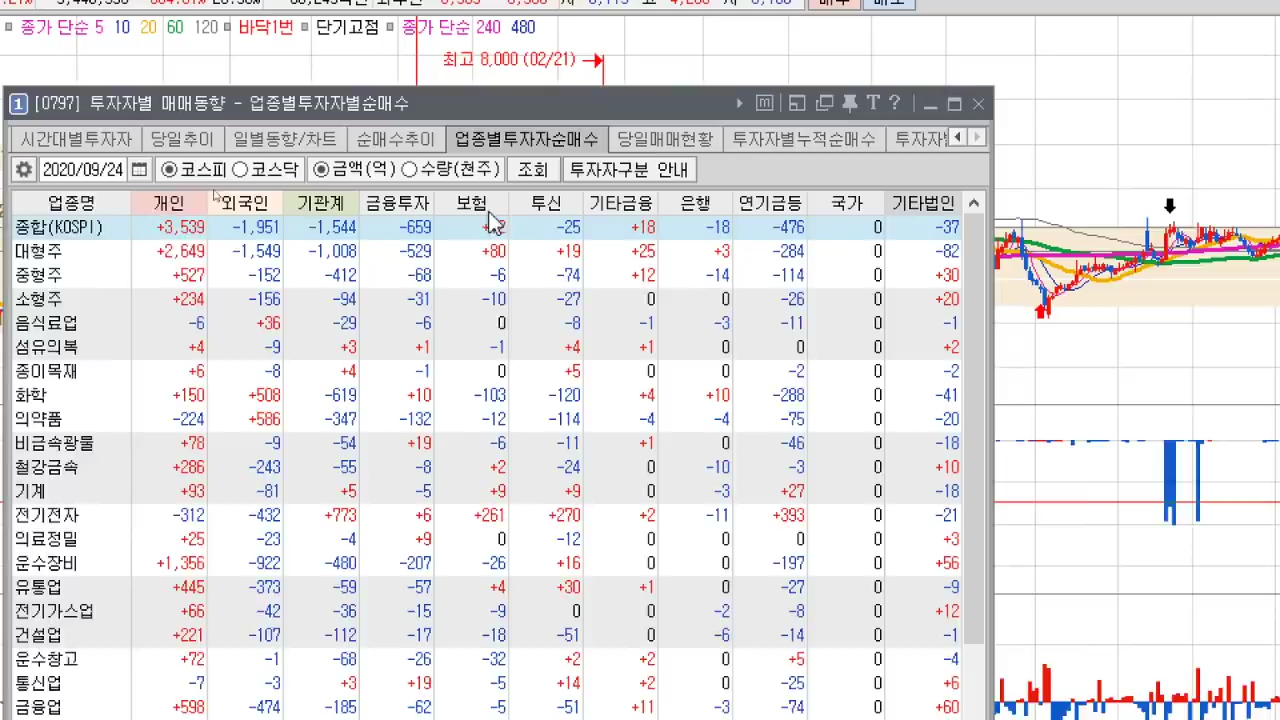 종가 단순 5 10 20 60 120 바닥1번 단기고점 종가 단순 240 480
최고 8,000 (02/21)
1 [0797] 투자자별 매매동향 - 업종별투자자별순매수
시간대별투자자 당일추이 일별동향/차트 순매수추이 업종별투자자순매수 당일매매현황 투자자별누적순매수
2020/09/24 코스피 코스닥 금액(억) 수량(천주) 조회 투자자구분 안내
업종명 개인 외국인 기관계 금융투자 보험 투신 기타금융 은행 연기금등 국가 기타법인
종합(KOSPI) +3,539 -1,951 -1,544 -659 -25 +18 -18 -476 0 -37
대형주 +2,649 -1,549 -1,008 -529 +80 +19 +25 +3 -284 0 -82
중형주 +527 -152 -412 -68 -6 -74 +12 -14 -114 0 +30
소형주 +234 -156 -94 -31 -10 -27 0 0 -26 0 +20
음식료업 -6 +36 -29 -6 0 -8 -1 -3 -11 0 -1
섬유의복 +4 -9 +3 +1 -1 +4 +1 0 0 0 +2
종이목재 +6 -8 +4 -1 0 +5 0 -2 0 -2
화학 +150 +508 -619 +10 -103 -120 +4 +10 -288 0 -41
의약품 -224 +586 -347 -132 -12 -114 -4 -4 -75 0 -20
비금속광물 +78 -9 -54 +19 -6 -11 +1 -46 0 -18
철강금속 +286 -243 -55 -8 +2 -24 0 -10 -3 0 +10
기계 +93 -81 +5 -5 +9 +9 0 -3 +27 0 -18
전기전자 -312 -432 +773 +6 +261 +270 +2 -11 +393 0 -21
의료정밀 +25 -23 -4 +9 0 -12 0 0 +3
운수장비 +1,356 -922 -480 -207 -26 +16 0 -197 0 +56
유통업 +445 -373 -59 -57 +4 +30 +1 0 -27 0 -9
전기가스업 +66 -42 -36 -15 -9 0 0 -2 -8 0 +12
건설업 +221 -107 -112 -17 -18 -51 0 -6 -14 0 -1
운수창고 +72 -1 -68 -26 -32 +2 +2 0 +5 0 -4
통신업 -7 -3 +3 +19 -5 +14 +2 0 -25 0 +6
금융업 +598 -474 -185 -62 -5 -51 +11 -3 -74 0 +60